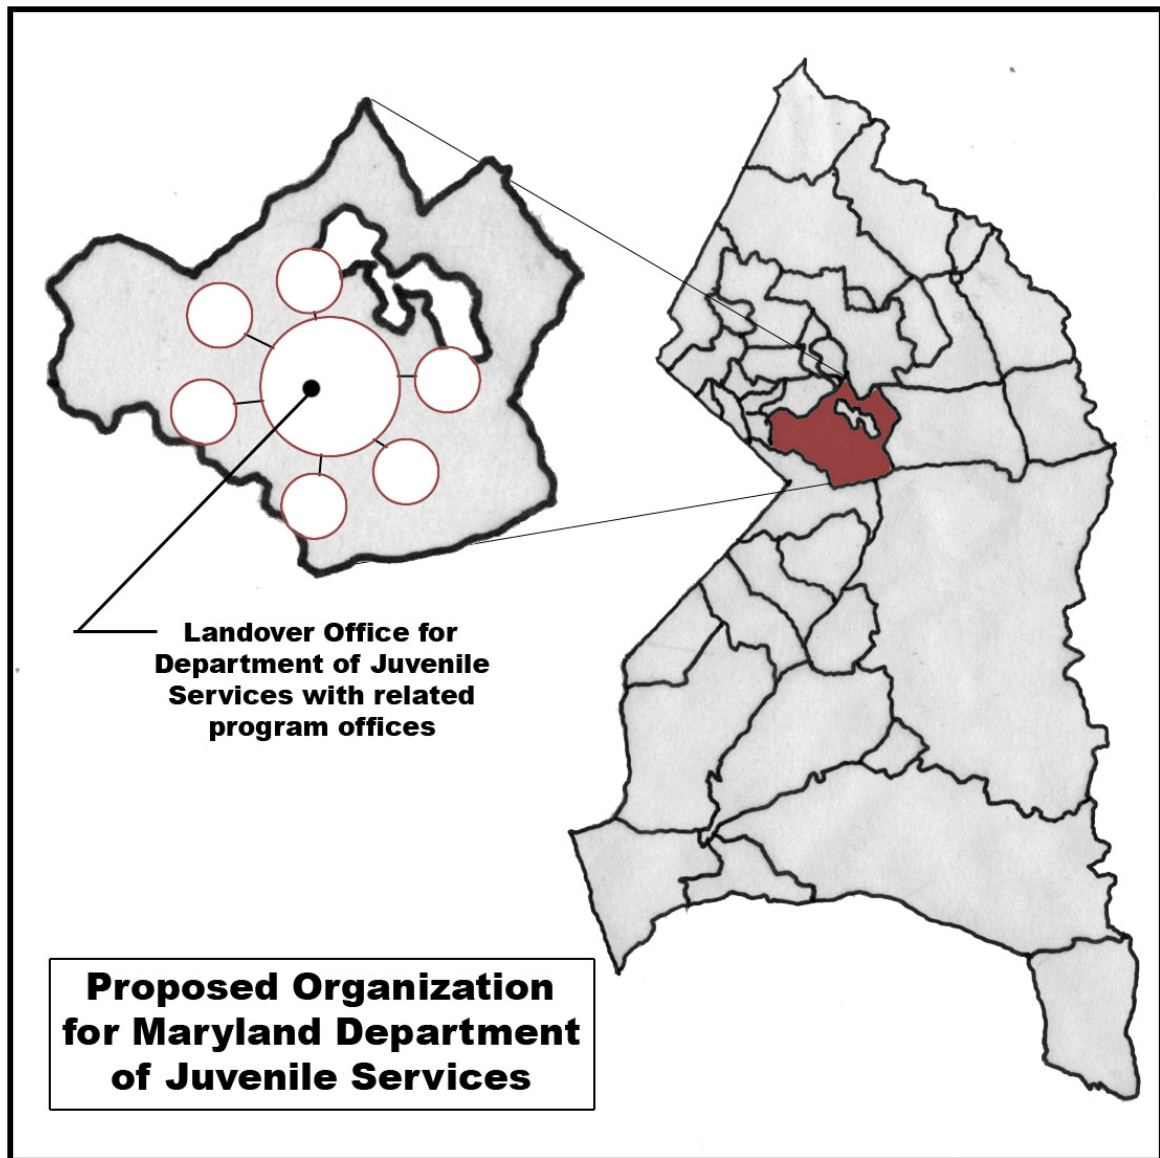 Landover Office for
Department of Juvenile
Services with related
program offices
Proposed Organization
for Maryland Department
of Juvenile Services